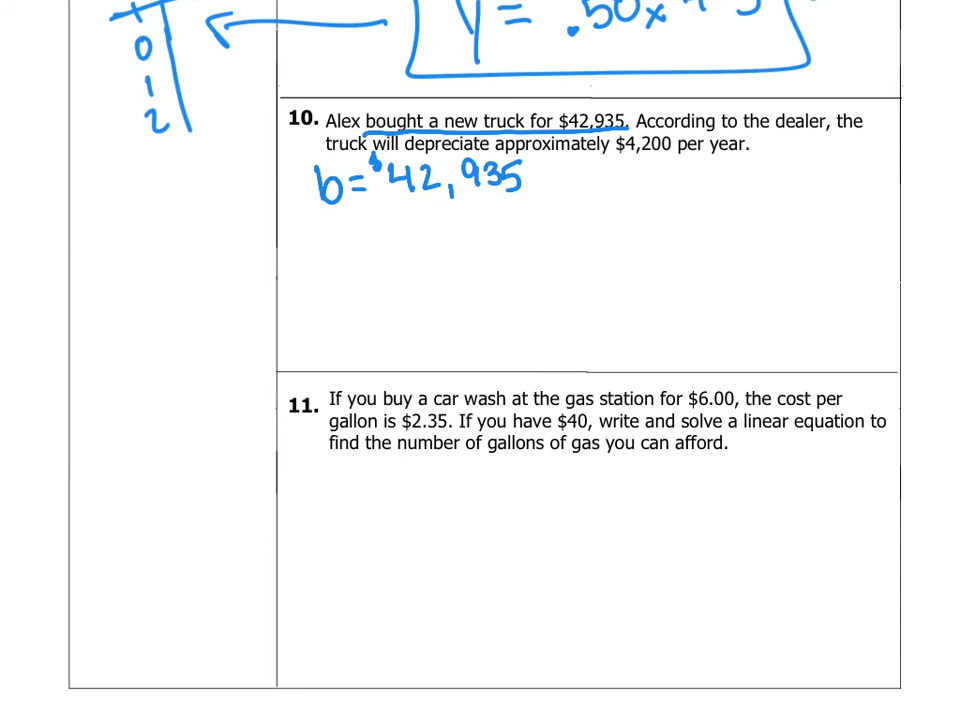 y = .50x + 5
0
1
2
10. Alex bought a new truck for $42,935. According to the dealer, the
truck will depreciate approximately $4,200 per year.
b = $42,935
11. If you buy a car wash at the gas station for $6.00, the cost per
gallon is $2.35. If you have $40, write and solve a linear equation to
find the number of gallons of gas you can afford.